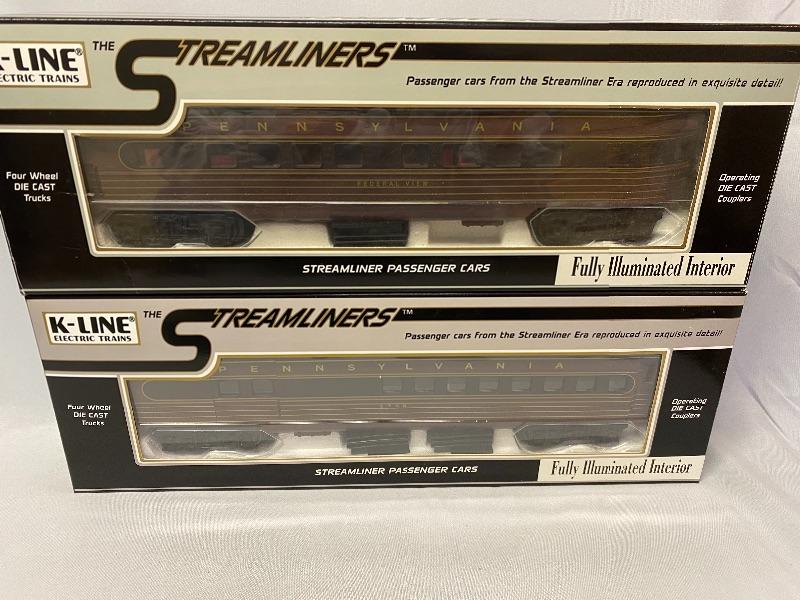 K-LINE®
ELECTRIC TRAINS
THE STREAMLINERS™
Passenger cars from the Streamliner Era reproduced in exquisite detail!
PENNSYLVANIA
FEDERAL VIEW
Four Wheel
DIE CAST
Trucks
Operating
DIE CAST
Couplers
STREAMLINER PASSENGER CARS
Fully Illuminated Interior
K-LINE®
ELECTRIC TRAINS
THE STREAMLINERS™
Passenger cars from the Streamliner Era reproduced in exquisite detail!
PENNSYLVANIA
Four Wheel
DIE CAST
Trucks
Operating
DIE CAST
Couplers
STREAMLINER PASSENGER CARS
Fully Illuminated Interior